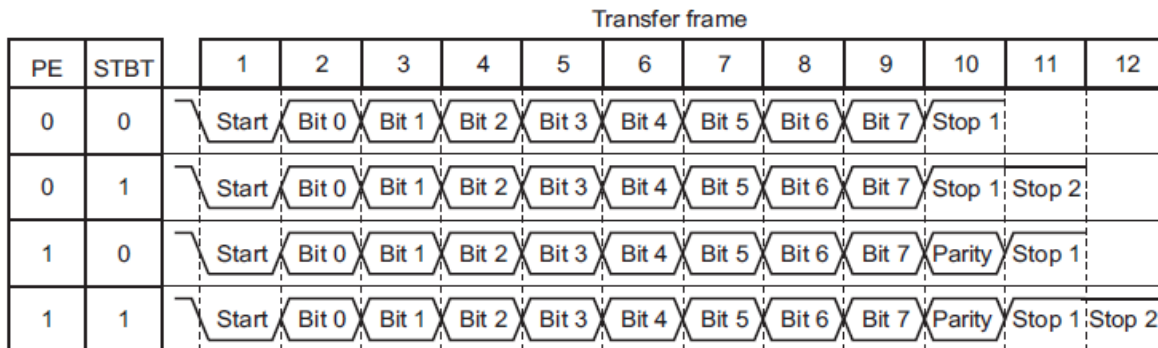 Transfer frame
PE STBT 1 2 3 4 5 6 7 8 9 10 11 12
0 0 Start Bit 0 Bit 1 Bit 2 Bit 3 Bit 4 Bit 5 Bit 6 Bit 7 Stop 1
0 1 Start Bit 0 Bit 1 Bit 2 Bit 3 Bit 4 Bit 5 Bit 6 Bit 7 Stop 1 Stop 2
1 0 Start Bit 0 Bit 1 Bit 2 Bit 3 Bit 4 Bit 5 Bit 6 Bit 7 Parity Stop 1
1 1 Start Bit 0 Bit 1 Bit 2 Bit 3 Bit 4 Bit 5 Bit 6 Bit 7 Parity Stop 1 Stop 2